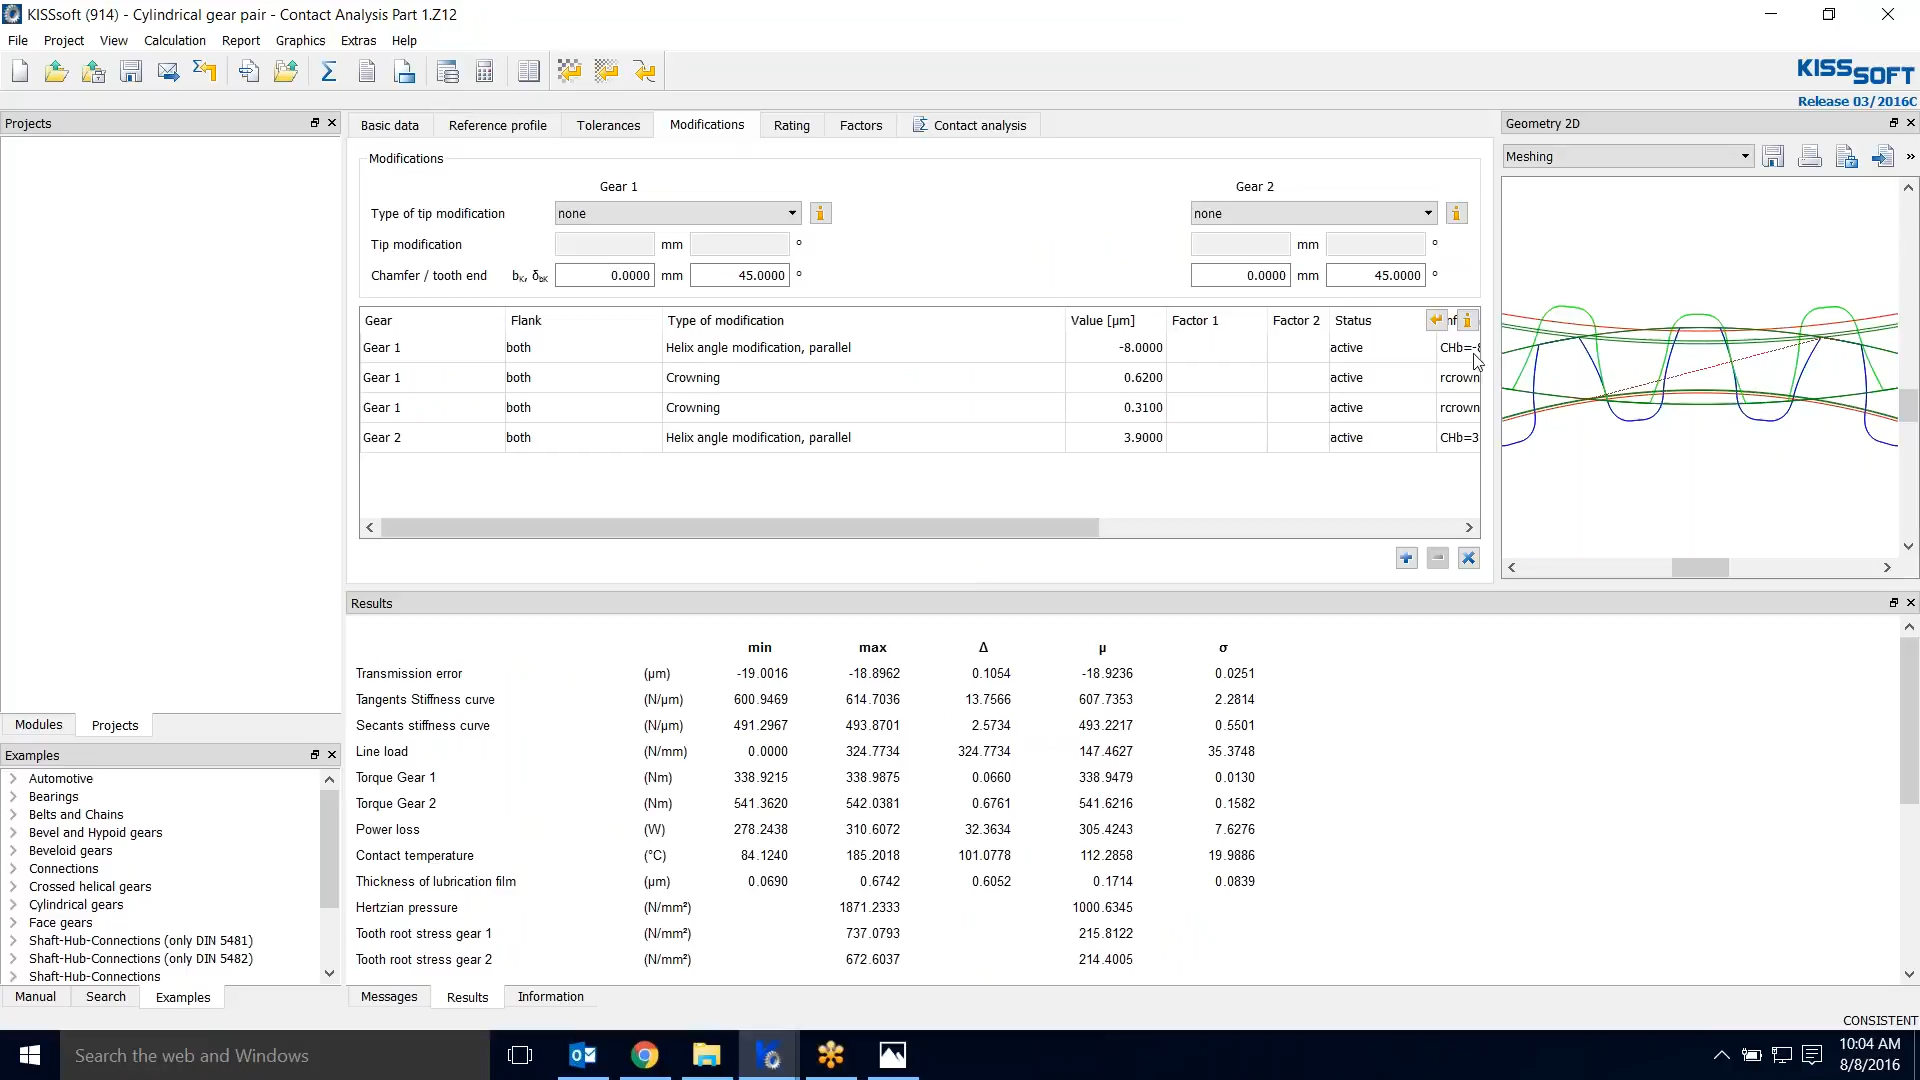 KISSsoft (914) - Cylindrical gear pair - Contact Analysis Part 1.Z12
File Project View Calculation Report Graphics Extras Help
KISSSOFT
Release 03/2016C
Projects
Basic data Reference profile Tolerances Modifications Rating Factors Contact analysis
Geometry 2D
Meshing
»
Modifications
Gear 1 Gear 2
Type of tip modification none none
Tip modification mm ° mm °
Chamfer / tooth end bK, δbK 0.0000 mm 45.0000 ° 0.0000 mm 45.0000 °
Gear Flank Type of modification Value [µm] Factor 1 Factor 2 Status
Gear 1 both Helix angle modification, parallel -8.0000 active CHb=-8
Gear 1 both Crowning 0.6200 active rcrown
Gear 1 both Crowning 0.3100 active rcrown
Gear 2 both Helix angle modification, parallel 3.9000 active CHb=3
Results
min max Δ µ σ
Transmission error (µm) -19.0016 -18.8962 0.1054 -18.9236 0.0251
Tangents Stiffness curve (N/µm) 600.9469 614.7036 13.7566 607.7353 2.2814
Secants stiffness curve (N/µm) 491.2967 493.8701 2.5734 493.2217 0.5501
Line load (N/mm) 0.0000 324.7734 324.7734 147.4627 35.3748
Torque Gear 1 (Nm) 338.9215 338.9875 0.0660 338.9479 0.0130
Torque Gear 2 (Nm) 541.3620 542.0381 0.6761 541.6216 0.1582
Power loss (W) 278.2438 310.6072 32.3634 305.4243 7.6276
Contact temperature (°C) 84.1240 185.2018 101.0778 112.2858 19.9886
Thickness of lubrication film (µm) 0.0690 0.6742 0.6052 0.1714 0.0839
Hertzian pressure (N/mm²) 1871.2333 1000.6345
Tooth root stress gear 1 (N/mm²) 737.0793 215.8122
Tooth root stress gear 2 (N/mm²) 672.6037 214.4005
Modules Projects
Examples
Automotive
Bearings
Belts and Chains
Bevel and Hypoid gears
Beveloid gears
Connections
Crossed helical gears
Cylindrical gears
Face gears
Shaft-Hub-Connections (only DIN 5481)
Shaft-Hub-Connections (only DIN 5482)
Shaft-Hub-Connections
Manual Search Examples
Messages Results Information
CONSISTENT
Search the web and Windows
10:04 AM
8/8/2016